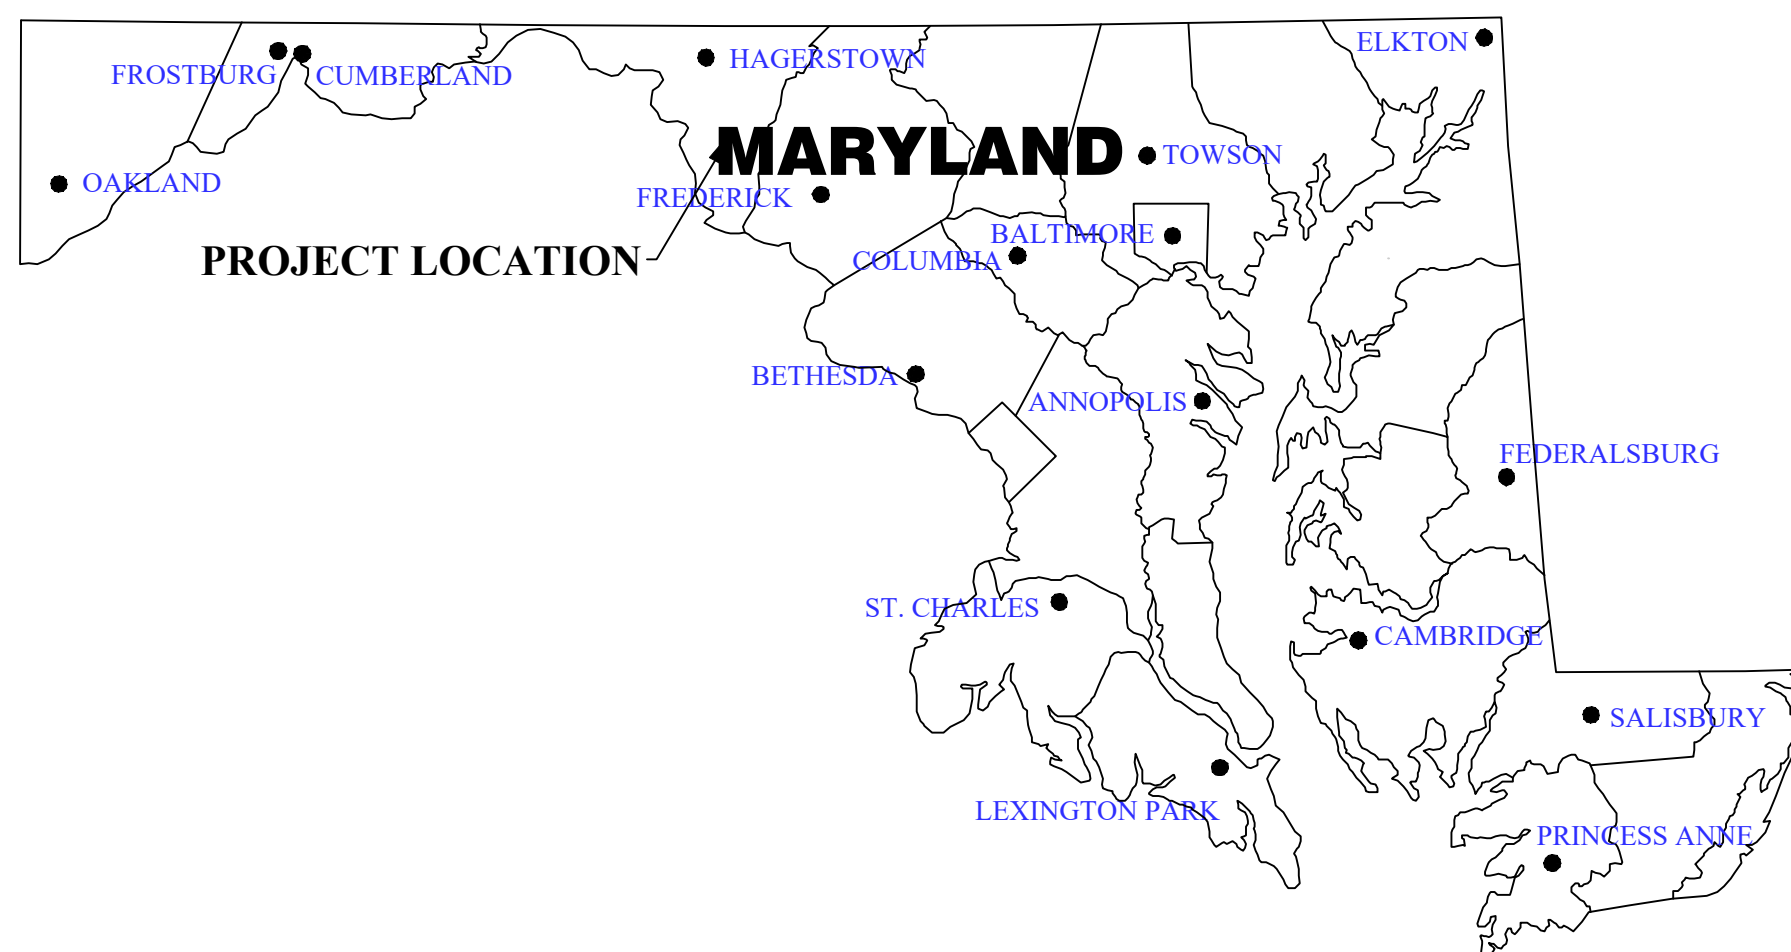 ELKTON
HAGERSTOWN
FROSTBURG
CUMBERLAND
MARYLAND
TOWSON
OAKLAND
FREDERICK
BALTIMORE
PROJECT LOCATION
COLUMBIA
BETHESDA
ANNOPOLIS
FEDERALSBURG
ST. CHARLES
CAMBRIDGE
SALISBURY
LEXINGTON PARK
PRINCESS ANNE